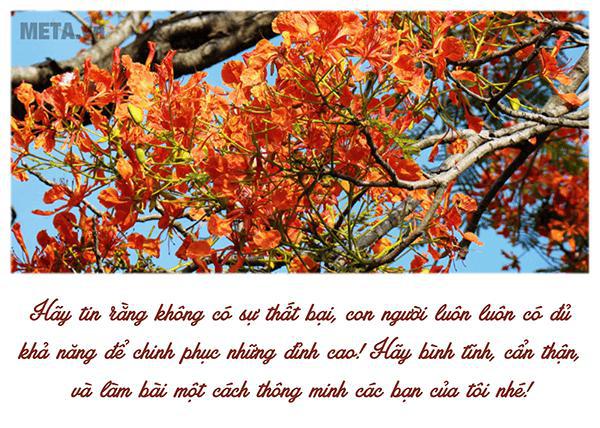 META.vn
Hãy tin rằng không có sự thất bại, con người luôn luôn có đủ
khả năng để chinh phục những đỉnh cao! Hãy bình tĩnh, cẩn thận,
và làm bài một cách thông minh các bạn của tôi nhé!